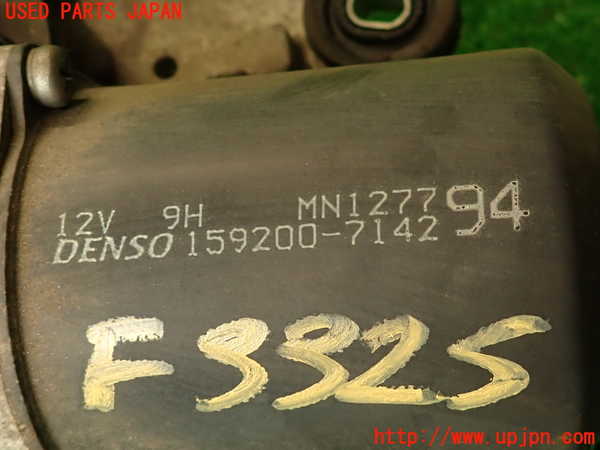 USED PARTS JAPAN
12V 9H MN127794
DENSO 159200-7142
F3325
http://www.upjpn.com/